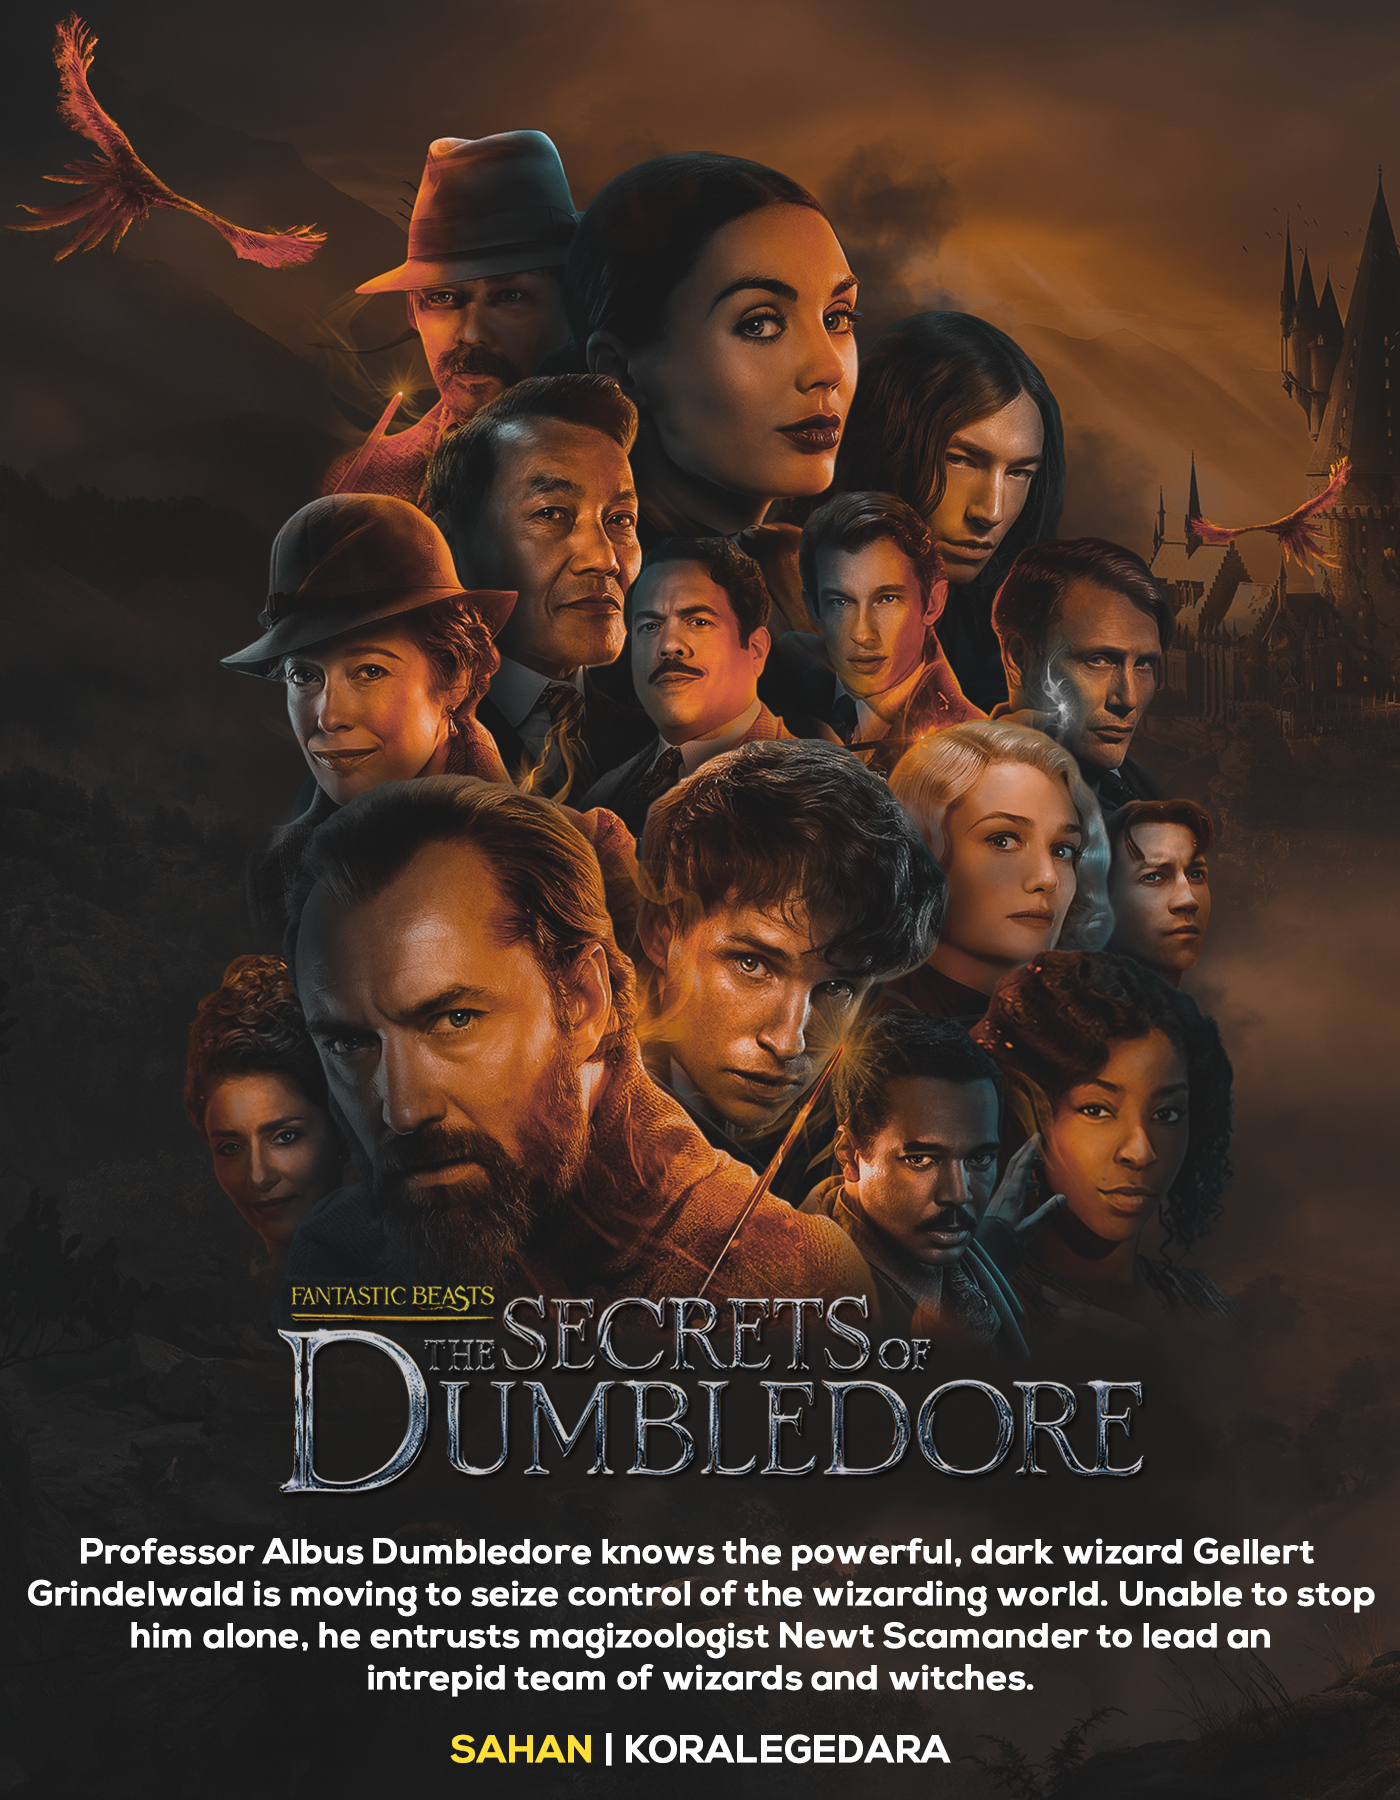 FANTASTIC BEASTS
THE SECRETS OF
DUMBLEDORE
Professor Albus Dumbledore knows the powerful, dark wizard Gellert
Grindelwald is moving to seize control of the wizarding world. Unable to stop
him alone, he entrusts magizoologist Newt Scamander to lead an
intrepid team of wizards and witches.
SAHAN | KORALEGEDARA